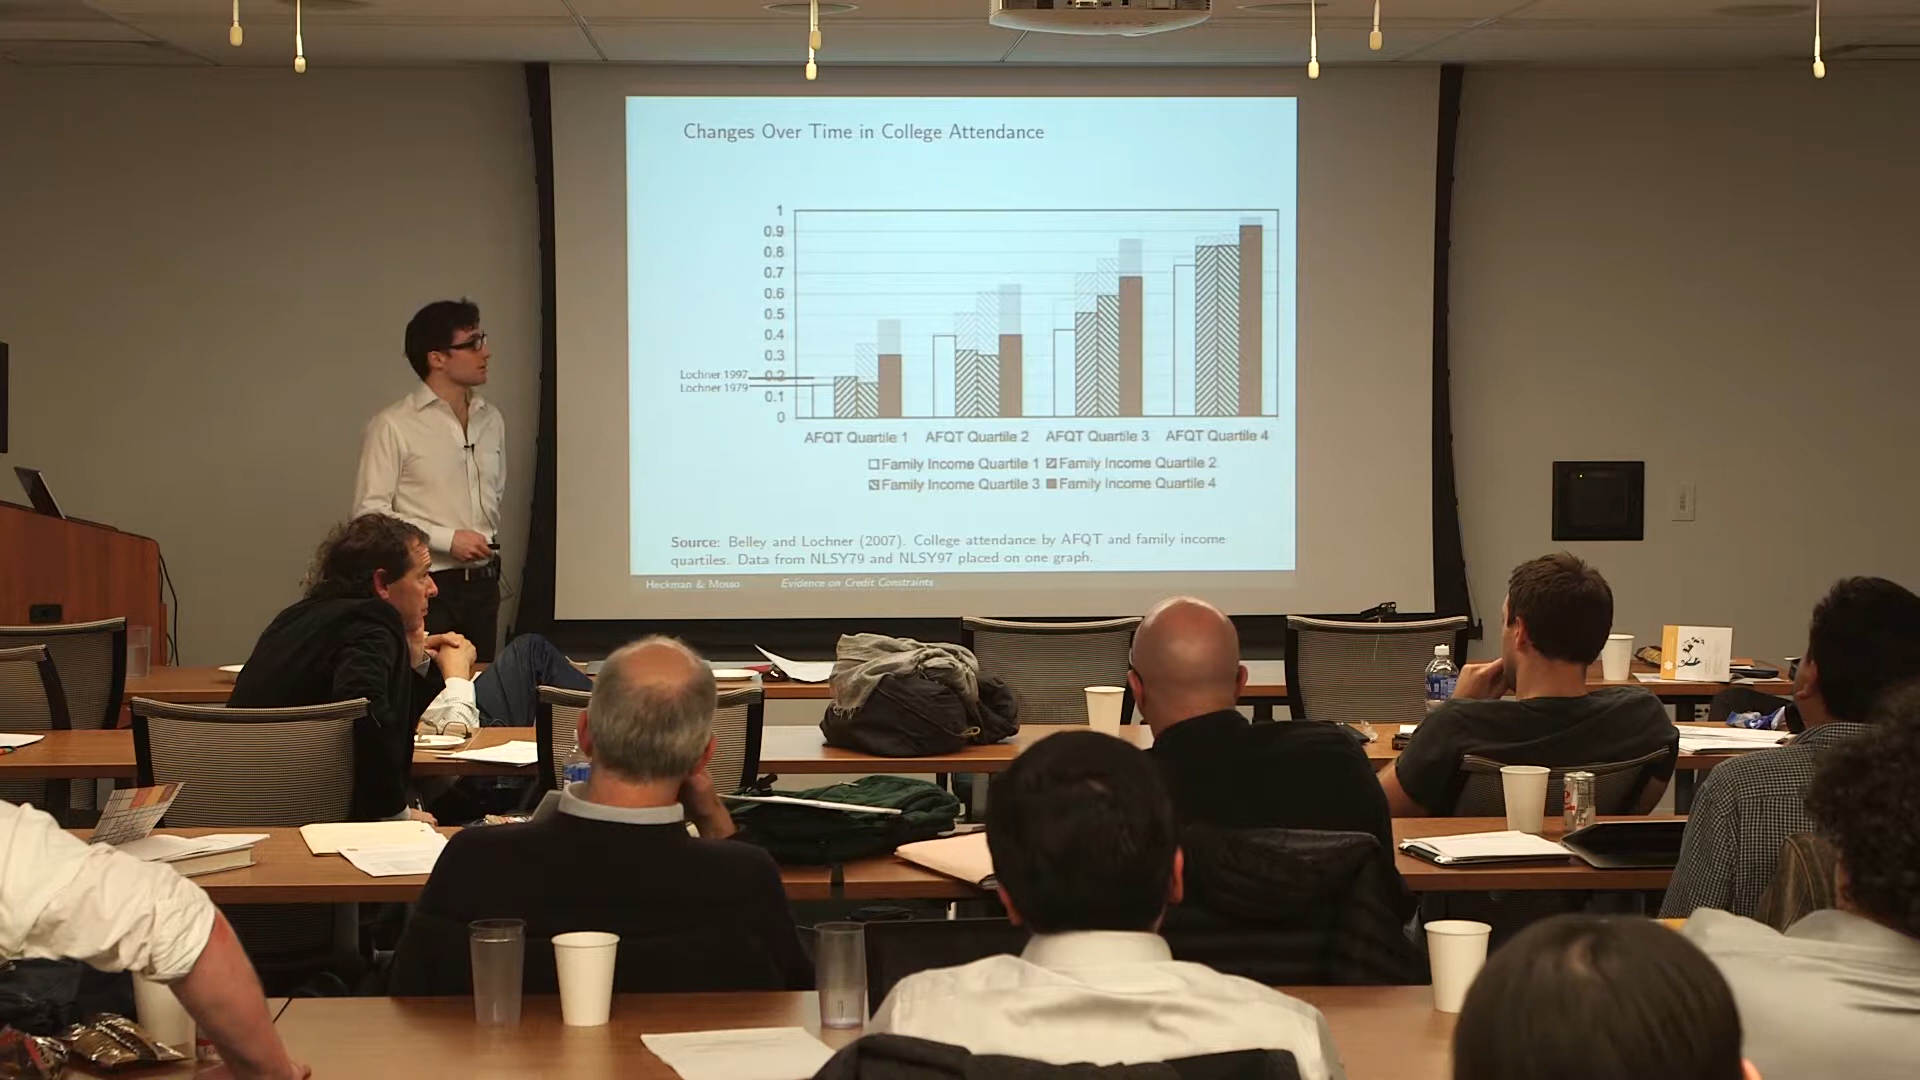 Changes Over Time in College Attendance
1
0.9
0.8
0.7
0.6
0.5
0.4
0.3
0.2
0.1
0
Lochner 1997
Lochner 1979
AFQT Quartile 1 AFQT Quartile 2 AFQT Quartile 3 AFQT Quartile 4
Family Income Quartile 1 Family Income Quartile 2
Family Income Quartile 3 Family Income Quartile 4
Source: Belley and Lochner (2007). College attendance by AFQT and family income
quartiles. Data from NLSY79 and NLSY97 placed on one graph.
Heckman & Mosso Evidence on Credit Constraints